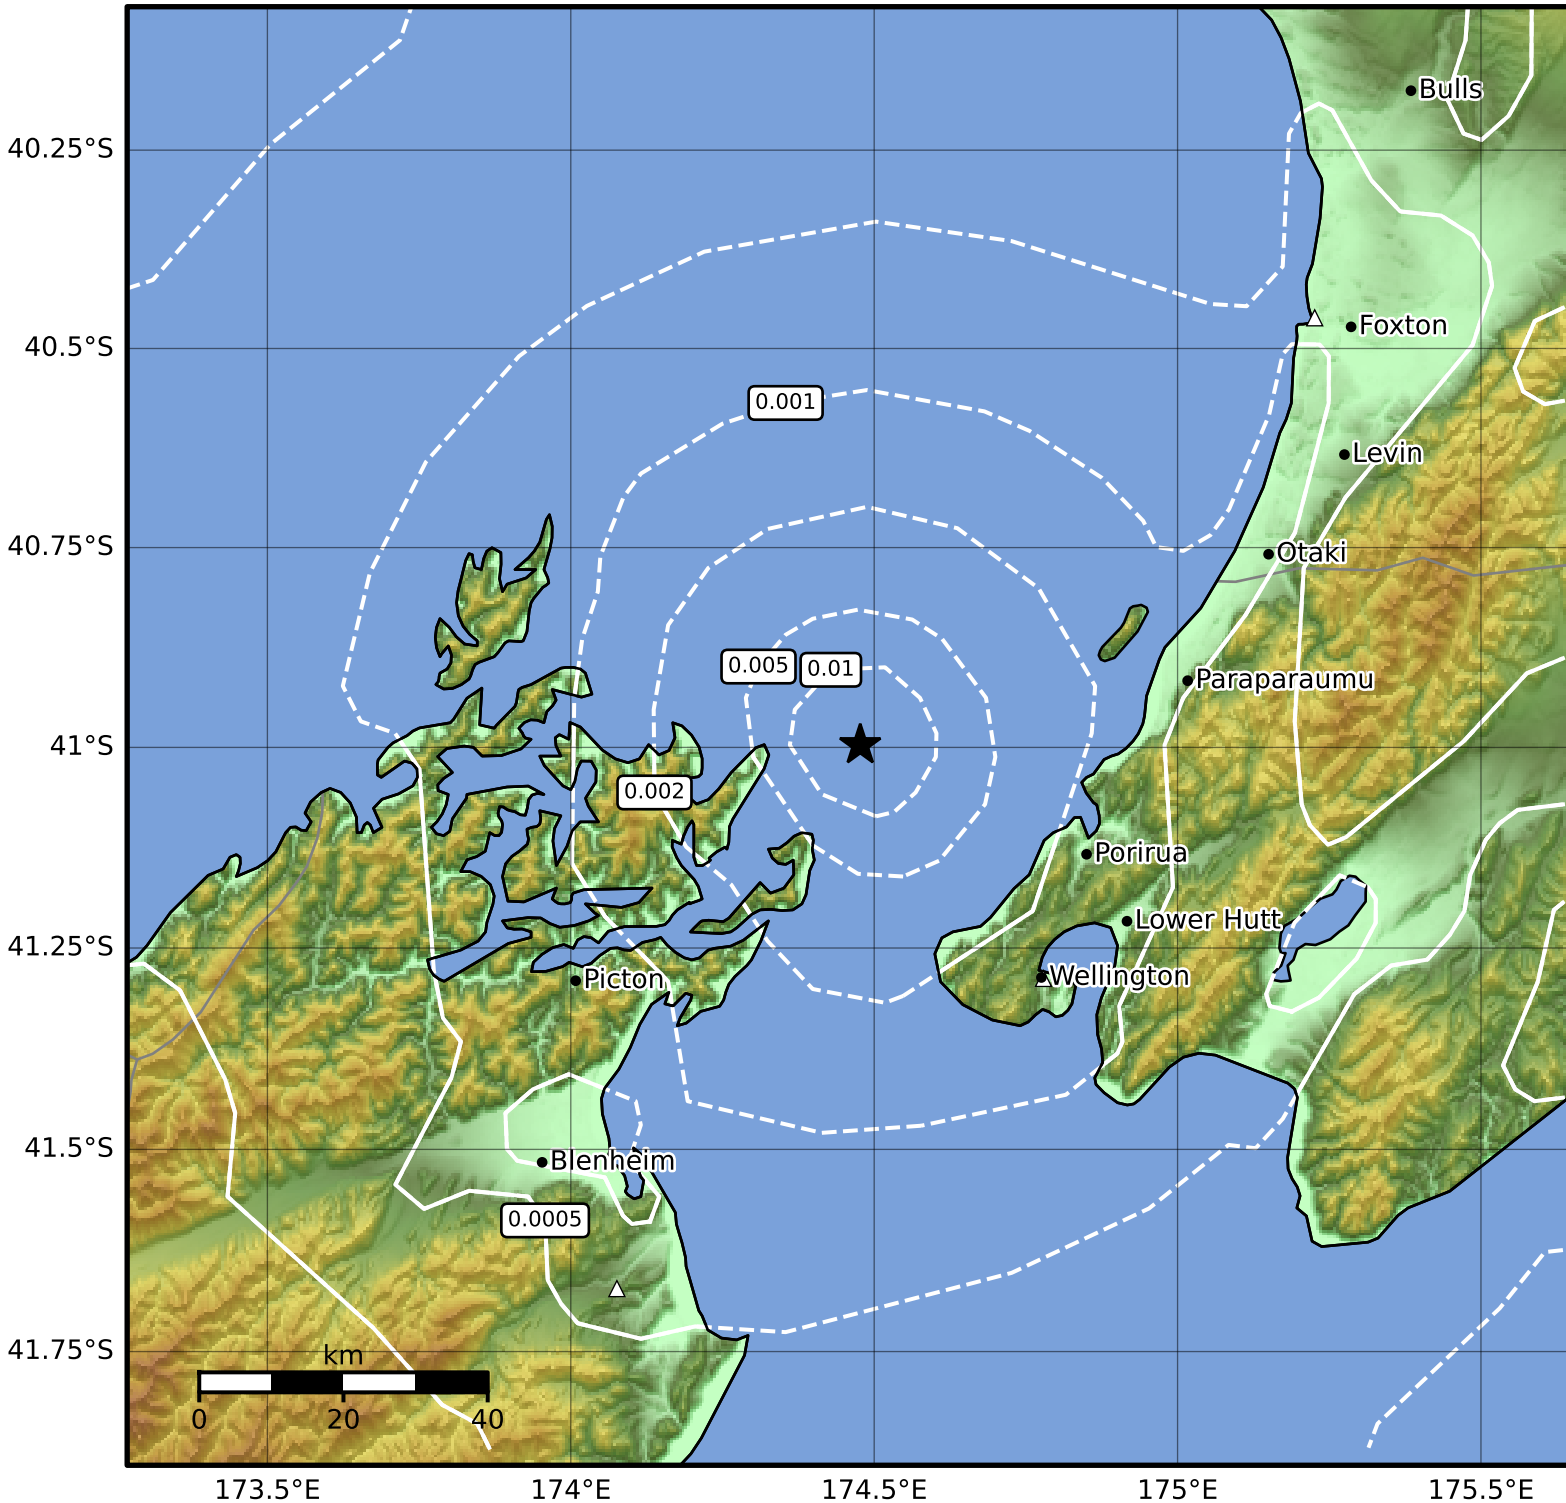 Bulls
40.25°S
Foxton
40.5°S
0.001
Levin
40.75°S
Otaki
0.005
0.01
Paraparaumu
41°S
0.002
Porirua
Lower Hutt
41.25°S
Picton
Wellington
41.5°S
Blenheim
0.0005
41.75°S
km
0
20
40
173.5°E
174°E
174.5°E
175°E
175.5°E